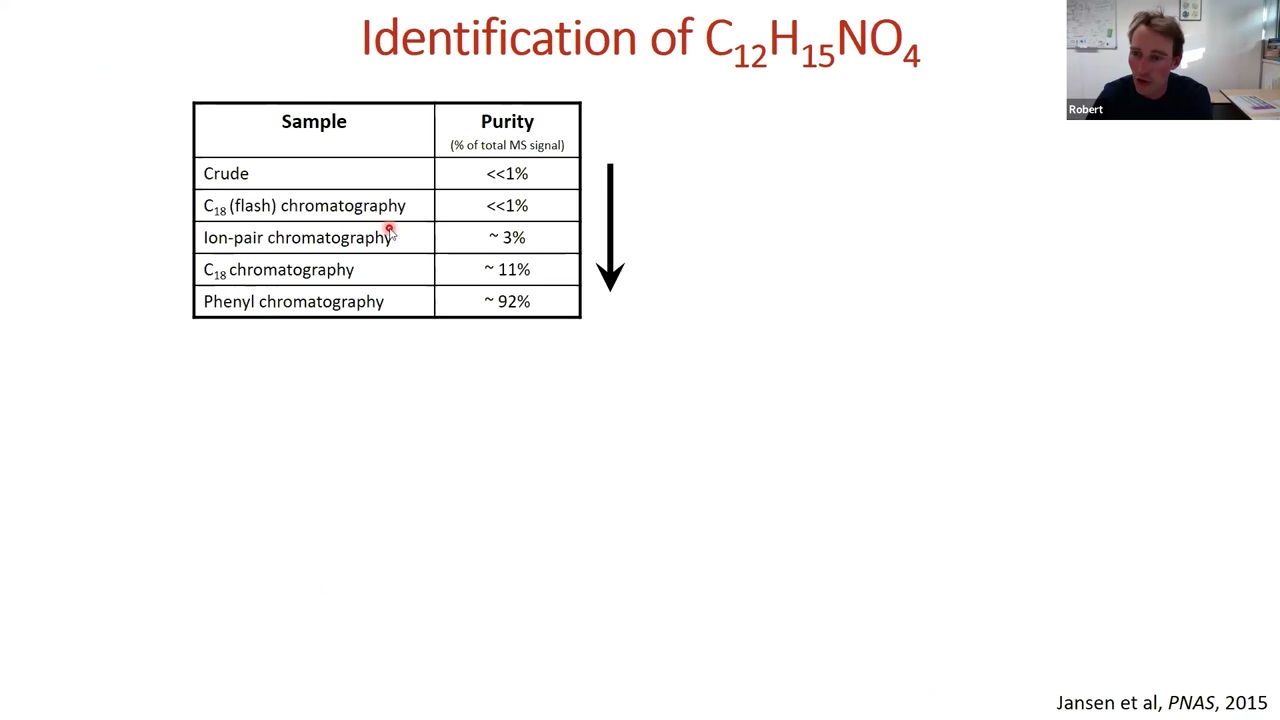 Identification of C₁₂H₁₅NO₄
Robert
Sample Purity
(% of total MS signal)
Crude <<1%
C₁₈ (flash) chromatography <<1%
Ion-pair chromatography ~ 3%
C₁₈ chromatography ~ 11%
Phenyl chromatography ~ 92%
Jansen et al, PNAS, 2015